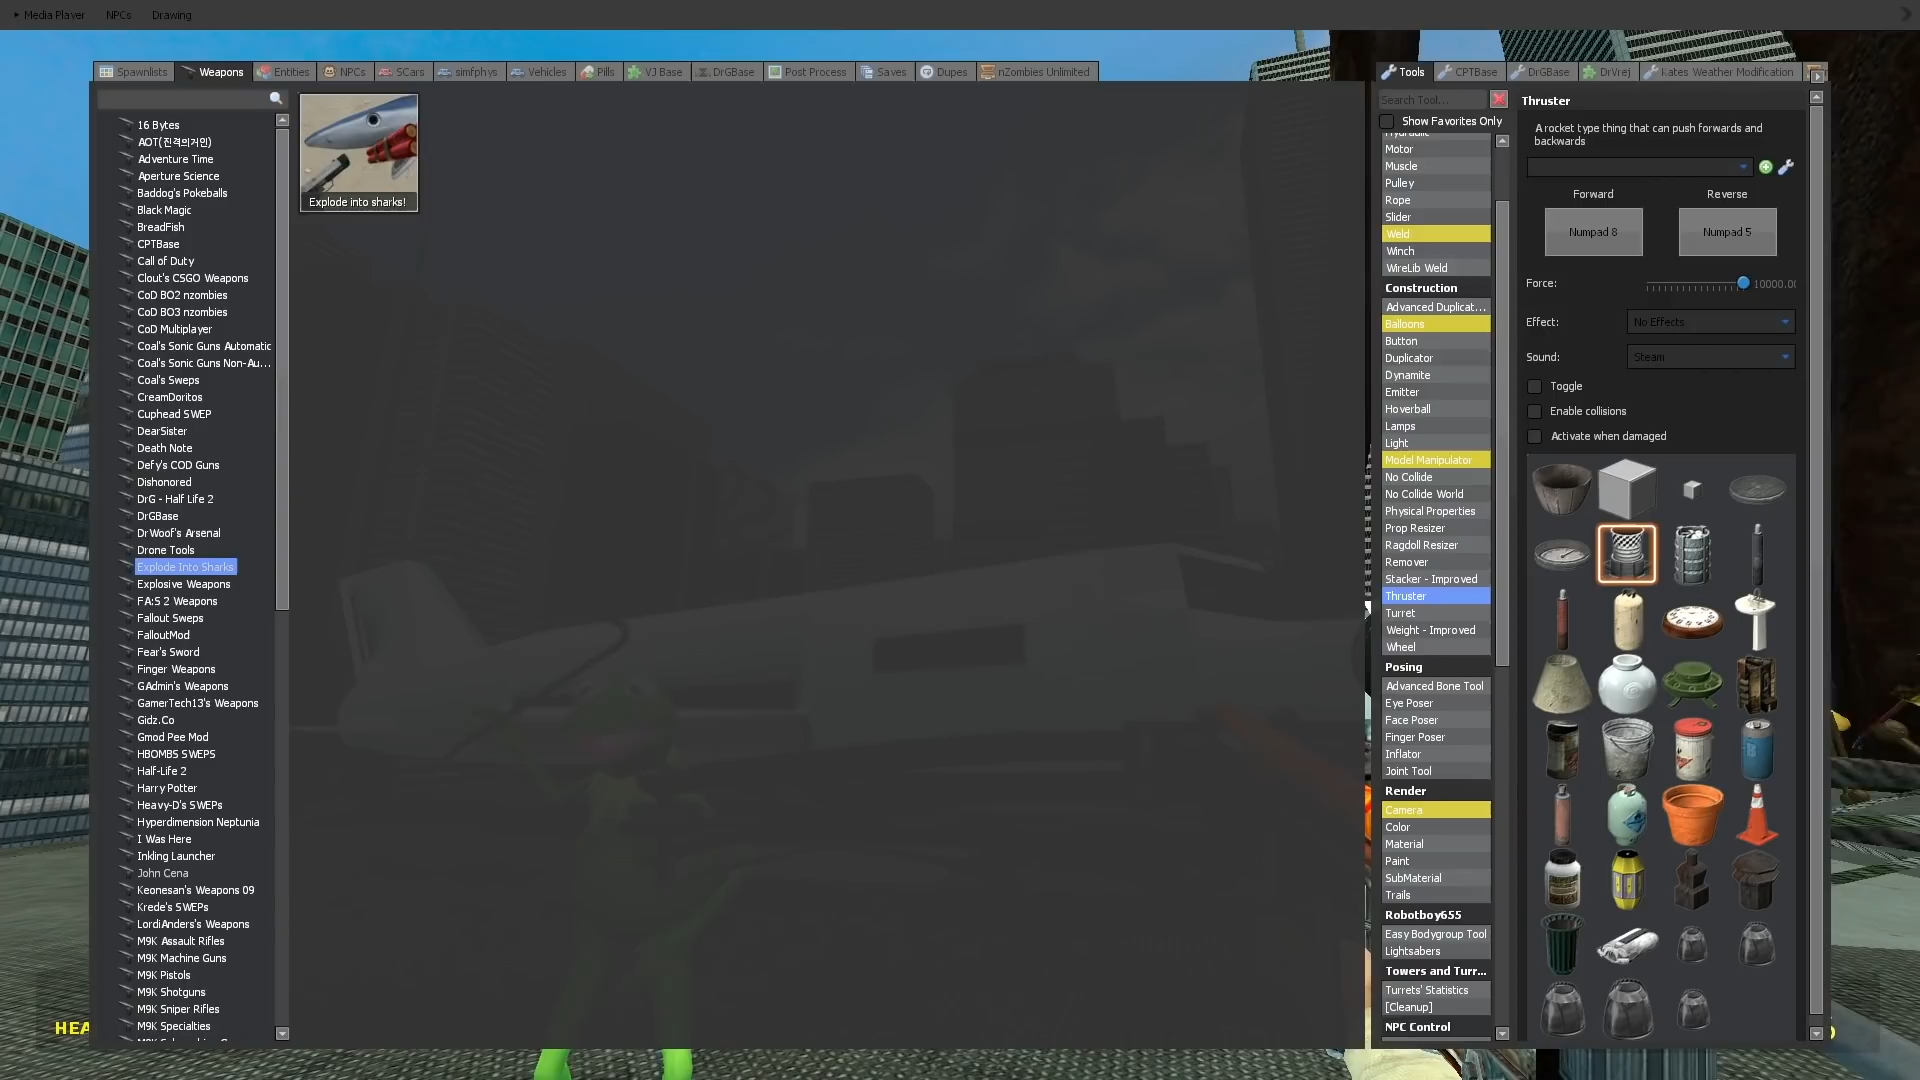 Media Player NPCs Drawing
Spawnlists Weapons Entities NPCs SCars simfphys Vehicles Pills VJ Base DrGBase Post Process Saves Dupes nZombies Unlimited
Explode into sharks!
16 Bytes
AOT(진격의거인)
Adventure Time
Aperture Science
Baddog's Pokeballs
Black Magic
BreadFish
CPTBase
Call of Duty
Clout's CSGO Weapons
CoD BO2 nzombies
CoD BO3 nzombies
CoD Multiplayer
Coal's Sonic Guns Automatic
Coal's Sonic Guns Non-Au...
Coal's Sweps
CreamDoritos
Cuphead SWEP
DearSister
Death Note
Defy's COD Guns
Dishonored
DrG - Half Life 2
DrGBase
DrWoof's Arsenal
Drone Tools
Explode Into Sharks
Explosive Weapons
FA:S 2 Weapons
Fallout Sweps
FalloutMod
Fear's Sword
Finger Weapons
GAdmin's Weapons
GamerTech13's Weapons
Gidz.Co
Gmod Pee Mod
HBOMBS SWEPS
Half-Life 2
Harry Potter
Heavy-D's SWEPs
Hyperdimension Neptunia
I Was Here
Inkling Launcher
John Cena
Keonesan's Weapons 09
Krede's SWEPs
LordiAnders's Weapons
M9K Assault Rifles
M9K Machine Guns
M9K Pistols
M9K Shotguns
M9K Sniper Rifles
M9K Specialties
HEA
Tools CPTBase DrGBase DrVrej Kates Weather Modification
Search Tool...
Show Favorites Only
Hydraulic
Motor
Muscle
Pulley
Rope
Slider
Weld
Winch
WireLib Weld
Construction
Advanced Duplicat...
Balloons
Button
Duplicator
Dynamite
Emitter
Hoverball
Lamps
Light
Model Manipulator
No Collide
No Collide World
Physical Properties
Prop Resizer
Ragdoll Resizer
Remover
Stacker - Improved
Thruster
Turret
Weight - Improved
Wheel
Posing
Advanced Bone Tool
Eye Poser
Face Poser
Finger Poser
Inflator
Joint Tool
Render
Camera
Color
Material
Paint
SubMaterial
Trails
Robotboy655
Easy Bodygroup Tool
Lightsabers
Towers and Turr...
Turrets' Statistics
[Cleanup]
NPC Control
Thruster
A rocket type thing that can push forwards and
backwards
Forward Reverse
Numpad 8 Numpad 5
Force: 10000.00
Effect: No Effects
Sound: Steam
Toggle
Enable collisions
Activate when damaged